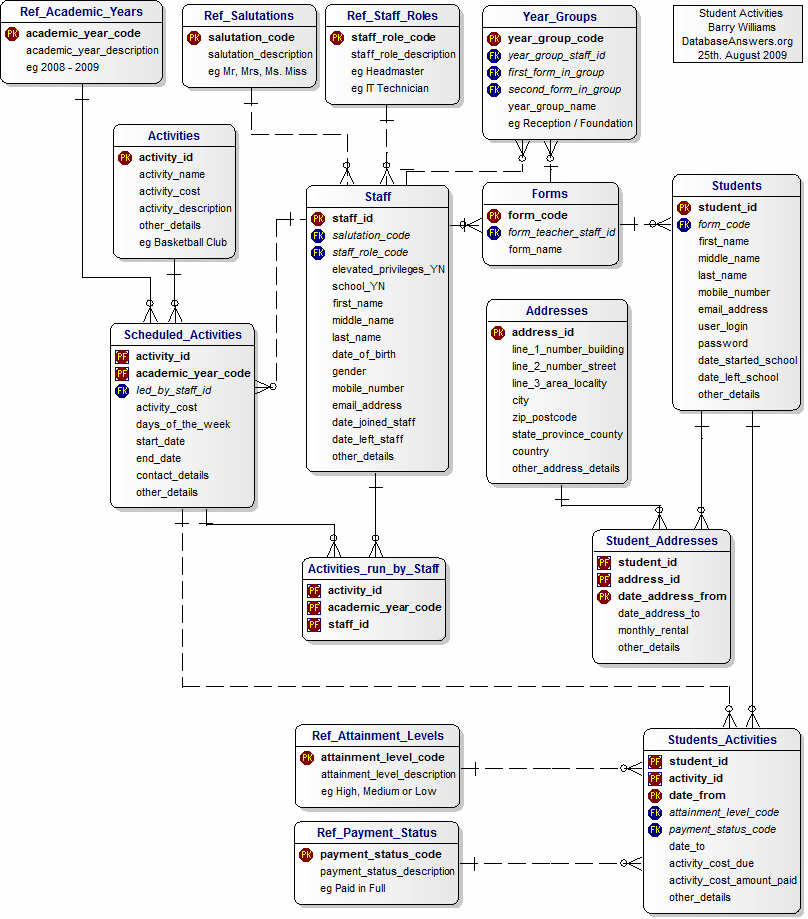 Ref_Academic_Years
PK academic_year_code
academic_year_description
eg 2008 - 2009
Ref_Salutations
PK salutation_code
salutation_description
eg Mr, Mrs, Ms. Miss
Ref_Staff_Roles
PK staff_role_code
staff_role_description
eg Headmaster
eg IT Technician
Year_Groups
PK year_group_code
FK year_group_staff_id
FK first_form_in_group
FK second_form_in_group
year_group_name
eg Reception / Foundation
Student Activities
Barry Williams
DatabaseAnswers.org
25th. August 2009
Activities
PK activity_id
activity_name
activity_cost
activity_description
other_details
eg Basketball Club
Staff
PK staff_id
FK salutation_code
FK staff_role_code
elevated_privileges_YN
school_YN
first_name
middle_name
last_name
date_of_birth
gender
mobile_number
email_address
date_joined_staff
date_left_staff
other_details
Forms
PK form_code
FK form_teacher_staff_id
form_name
Students
PK student_id
FK form_code
first_name
middle_name
last_name
mobile_number
email_address
user_login
password
date_started_school
date_left_school
other_details
Scheduled_Activities
PF activity_id
PF academic_year_code
FK led_by_staff_id
activity_cost
days_of_the_week
start_date
end_date
contact_details
other_details
Addresses
PK address_id
line_1_number_building
line_2_number_street
line_3_area_locality
city
zip_postcode
state_province_county
country
other_address_details
Activities_run_by_Staff
PF activity_id
PF academic_year_code
PF staff_id
Student_Addresses
PF student_id
PF address_id
PK date_address_from
date_address_to
monthly_rental
other_details
Ref_Attainment_Levels
PK attainment_level_code
attainment_level_description
eg High, Medium or Low
Ref_Payment_Status
PK payment_status_code
payment_status_description
eg Paid in Full
Students_Activities
PF student_id
PF activity_id
PK date_from
FK attainment_level_code
FK payment_status_code
date_to
activity_cost_due
activity_cost_amount_paid
other_details